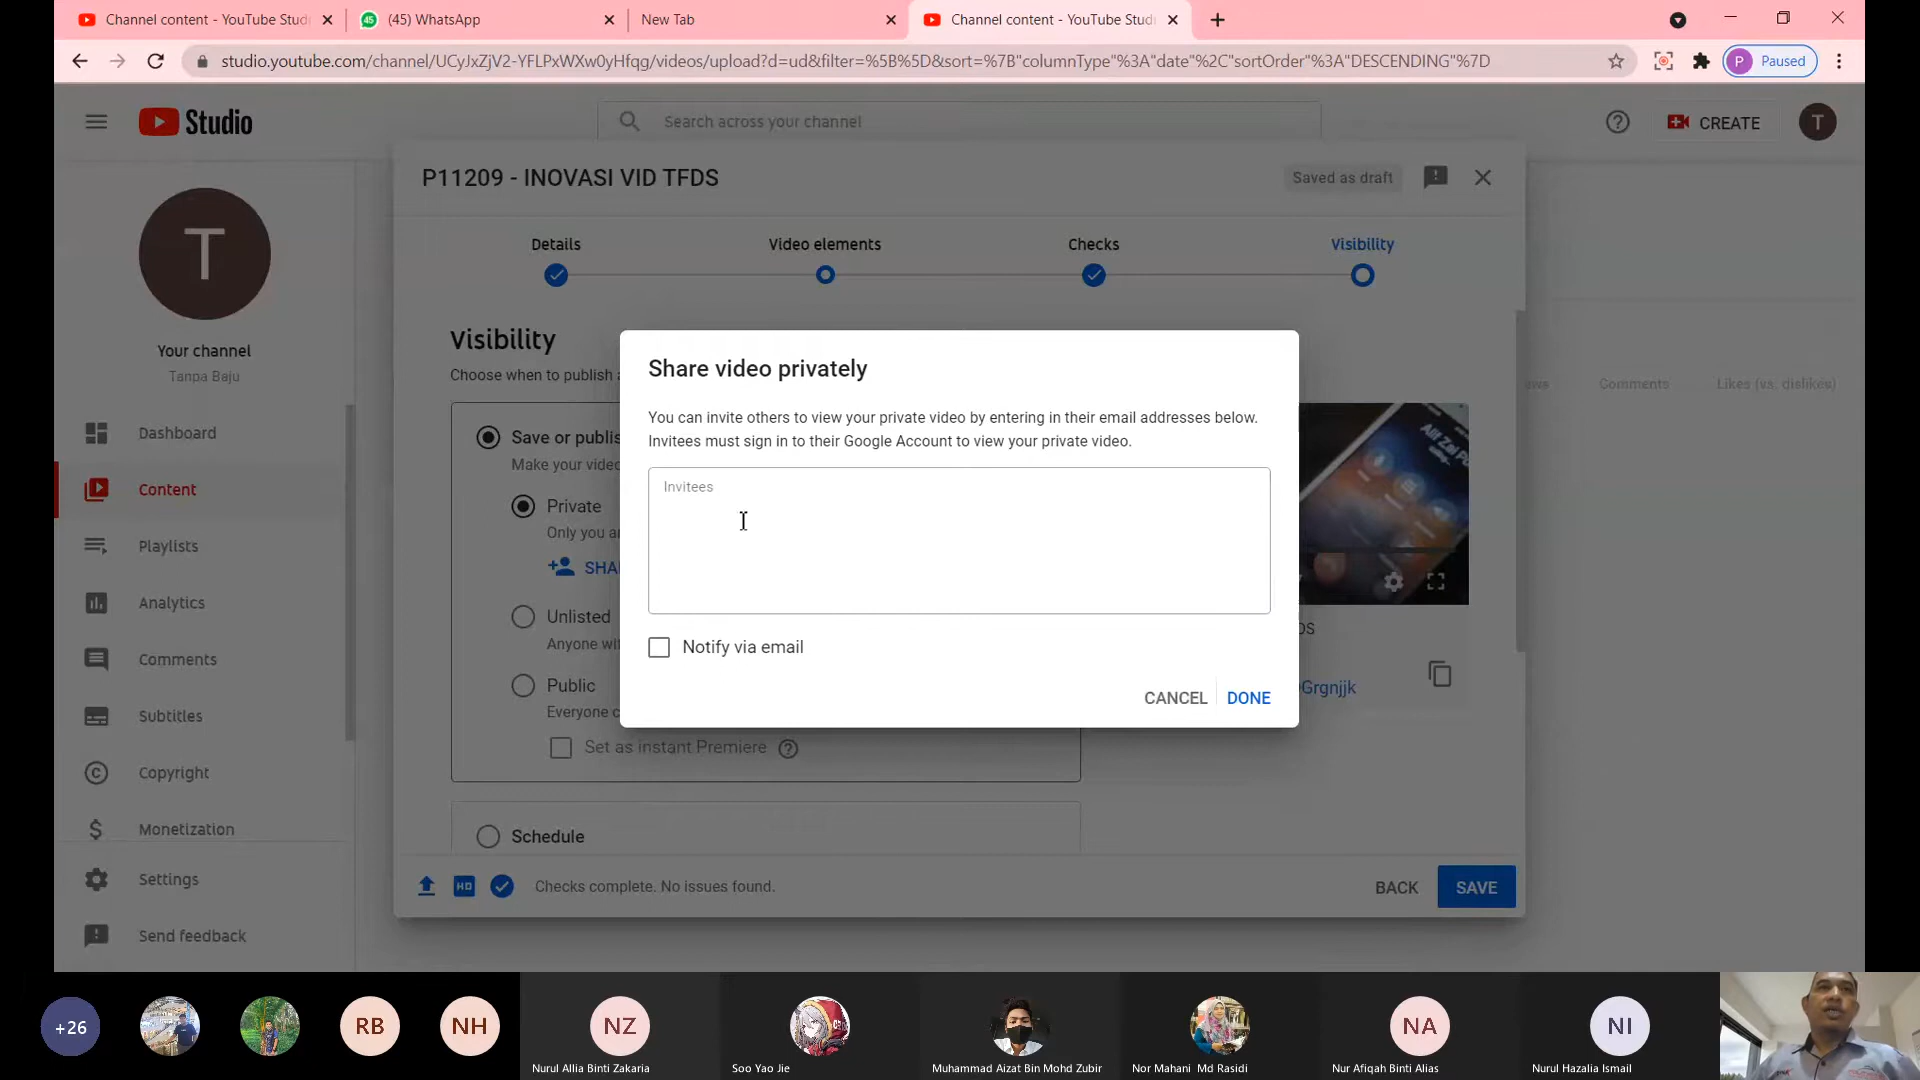 Channel content - YouTube Stud
(45) WhatsApp
New Tab
Channel content - YouTube Stud
studio.youtube.com/channel/UCyJxZjV2-YFLPxWXw0yHfqg/videos/upload?d=ud&filter=%5B%5D&sort=%7B"columnType"%3A"date"%2C"sortOrder"%3A"DESCENDING"%7D
P
Paused
Studio
Search across your channel
CREATE
T
P11209 - INOVASI VID TFDS
Saved as draft
T
Your channel
Tanpa Baju
Dashboard
Content
Playlists
Analytics
Comments
Subtitles
Copyright
Monetization
Settings
Send feedback
Details
Video elements
Checks
Visibility
Visibility
Choose when to publish
Comments
Likes (vs. dislikes)
Save or publis
Make your video
Private
Only you a
SHA
Unlisted
Anyone wi
Public
Everyone c
Set as instant Premiere
Schedule
Share video privately
You can invite others to view your private video by entering in their email addresses below.
Invitees must sign in to their Google Account to view your private video.
Invitees
Notify via email
CANCEL
DONE
Grgnjjk
HD
Checks complete. No issues found.
BACK
SAVE
+26
RB
NH
NZ
NA
NI
Nurul Allia Binti Zakaria
Soo Yao Jie
Muhammad Aizat Bin Mohd Zubir
Nor Mahani Md Rasidi
Nur Afiqah Binti Alias
Nurul Hazalia Ismail